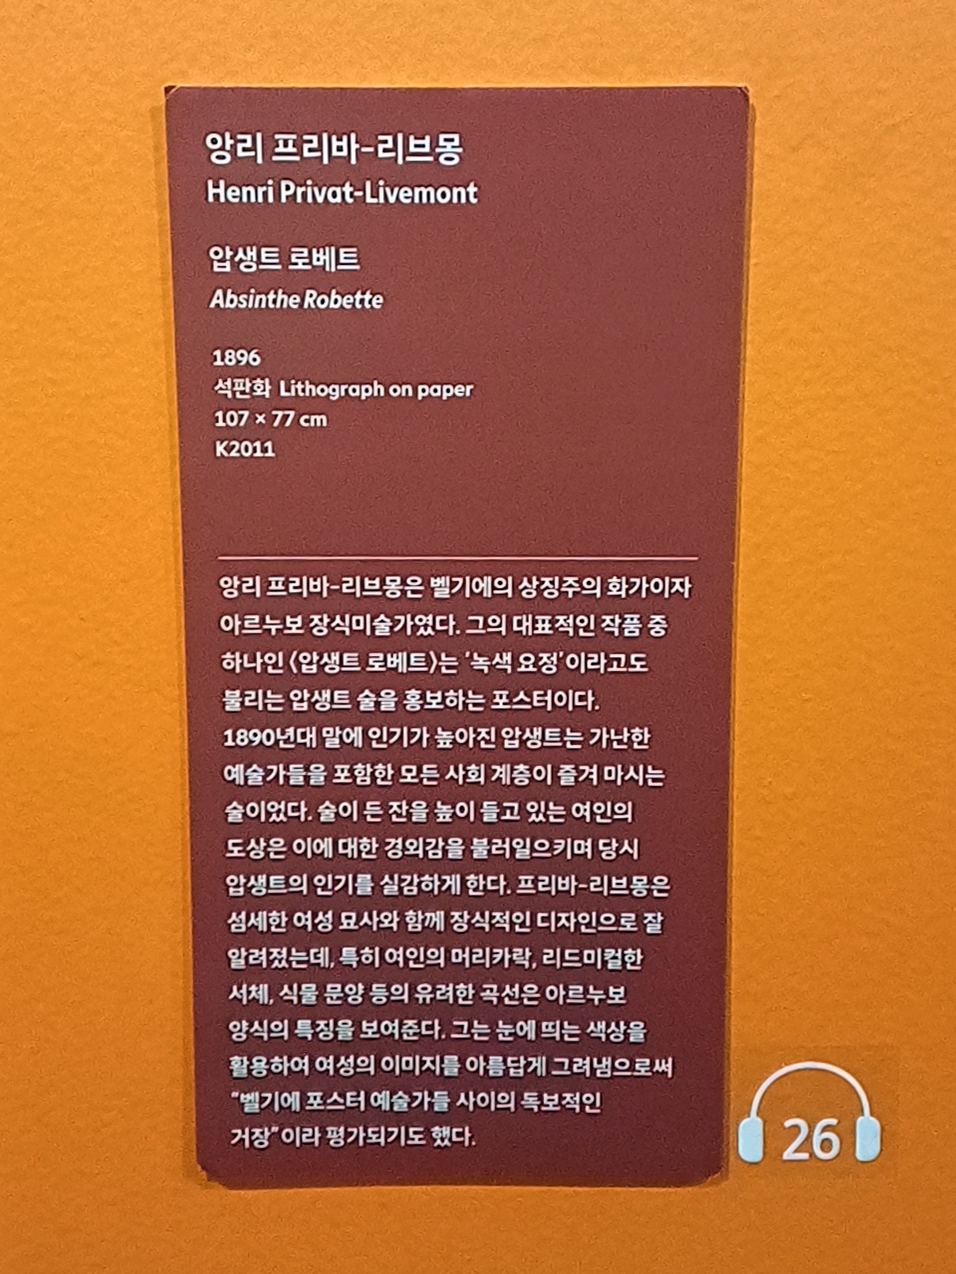 앙리 프리바-리브몽
Henri Privat-Livemont
압생트 로베트
Absinthe Robette
1896
석판화 Lithograph on paper
107 × 77 cm
K2011
앙리 프리바-리브몽은 벨기에의 상징주의 화가이자
아르누보 장식미술가였다. 그의 대표적인 작품 중
하나인 〈압생트 로베트〉는 ‘녹색 요정’이라고도
불리는 압생트 술을 홍보하는 포스터이다.
1890년대 말에 인기가 높아진 압생트는 가난한
예술가들을 포함한 모든 사회 계층이 즐겨 마시는
술이었다. 술이 든 잔을 높이 들고 있는 여인의
도상은 이에 대한 경외감을 불러일으키며 당시
압생트의 인기를 실감하게 한다. 프리바-리브몽은
섬세한 여성 묘사와 함께 장식적인 디자인으로 잘
알려졌는데, 특히 여인의 머리카락, 리드미컬한
서체, 식물 문양 등의 유려한 곡선은 아르누보
양식의 특징을 보여준다. 그는 눈에 띄는 색상을
활용하여 여성의 이미지를 아름답게 그려냄으로써
“벨기에 포스터 예술가들 사이의 독보적인
거장”이라 평가되기도 했다.
26